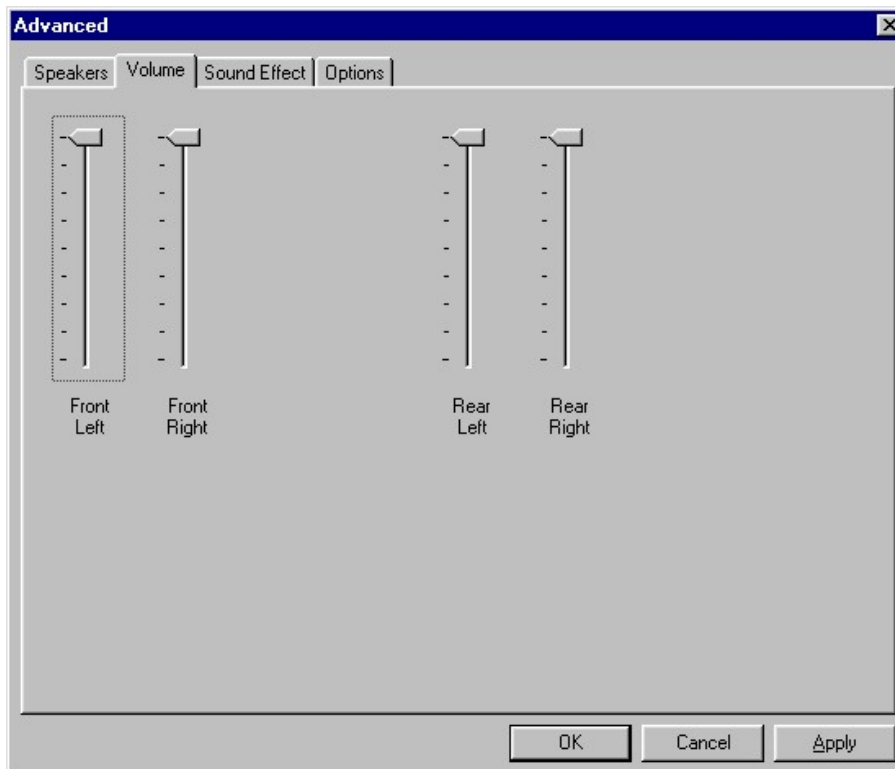 Advanced
Speakers Volume Sound Effect Options
Front Left
Front Right
Rear Left
Rear Right
OK Cancel Apply